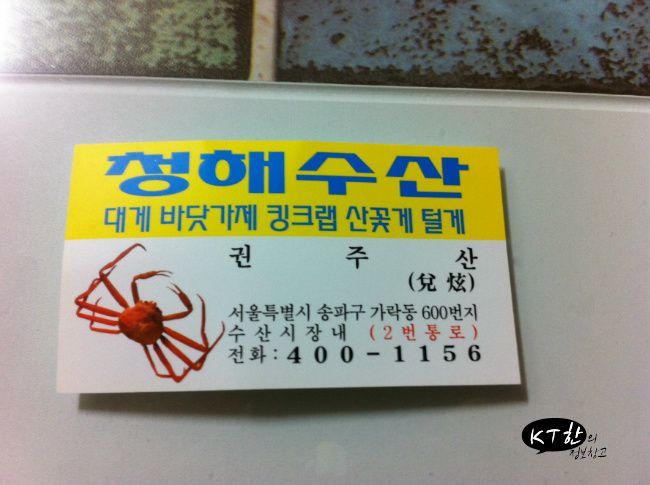 청해수산
대게 바닷가제 킹크랩 산꽃게 털게
권 주 산
(兌 炫)
서울특별시 송파구 가락동 600번지
수산시장내 (2번통로)
전화 : 400-1156
KT한의
정보창고